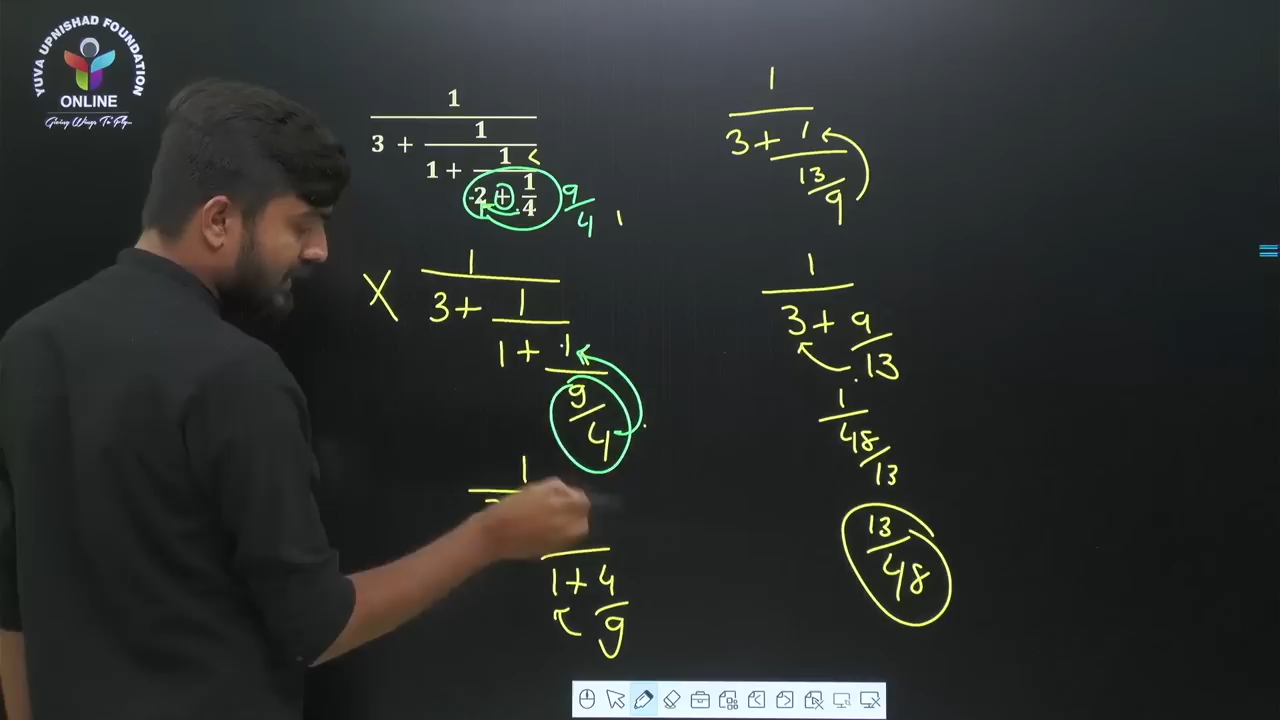 YUVA UPNISHAD FOUNDATION
ONLINE
Giving Wings To Fly
1
3 + 1
1 + 1 <
2 + 1
4
9/4
1
X 1
3 + 1
1 + 1
9/4
1
1 + 4
9
1
3 + 1
13/9
1
3 + 9/13
1
48/13
13/48